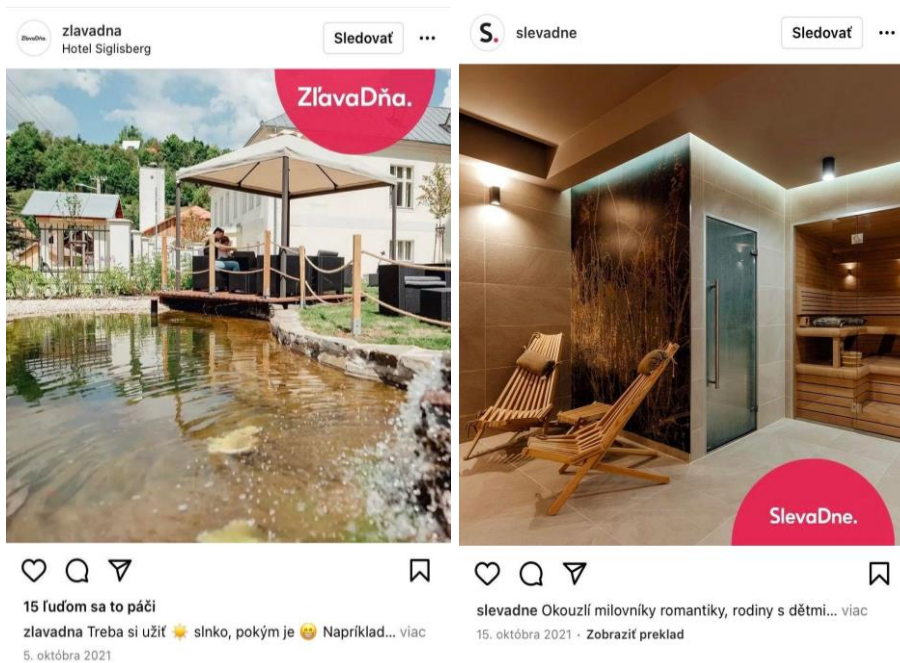 zlavadna
Hotel Siglisberg
Sledovať
ZľavaDňa.
15 ľuďom sa to páči
zlavadna Treba si užiť ☀️ slnko, pokým je 😁 Napríklad... viac
5. októbra 2021
S.
slevadne
Sledovať
SlevaDne.
slevadne Okouzlí milovníky romantiky, rodiny s dětmi... viac
15. októbra 2021 · Zobraziť preklad